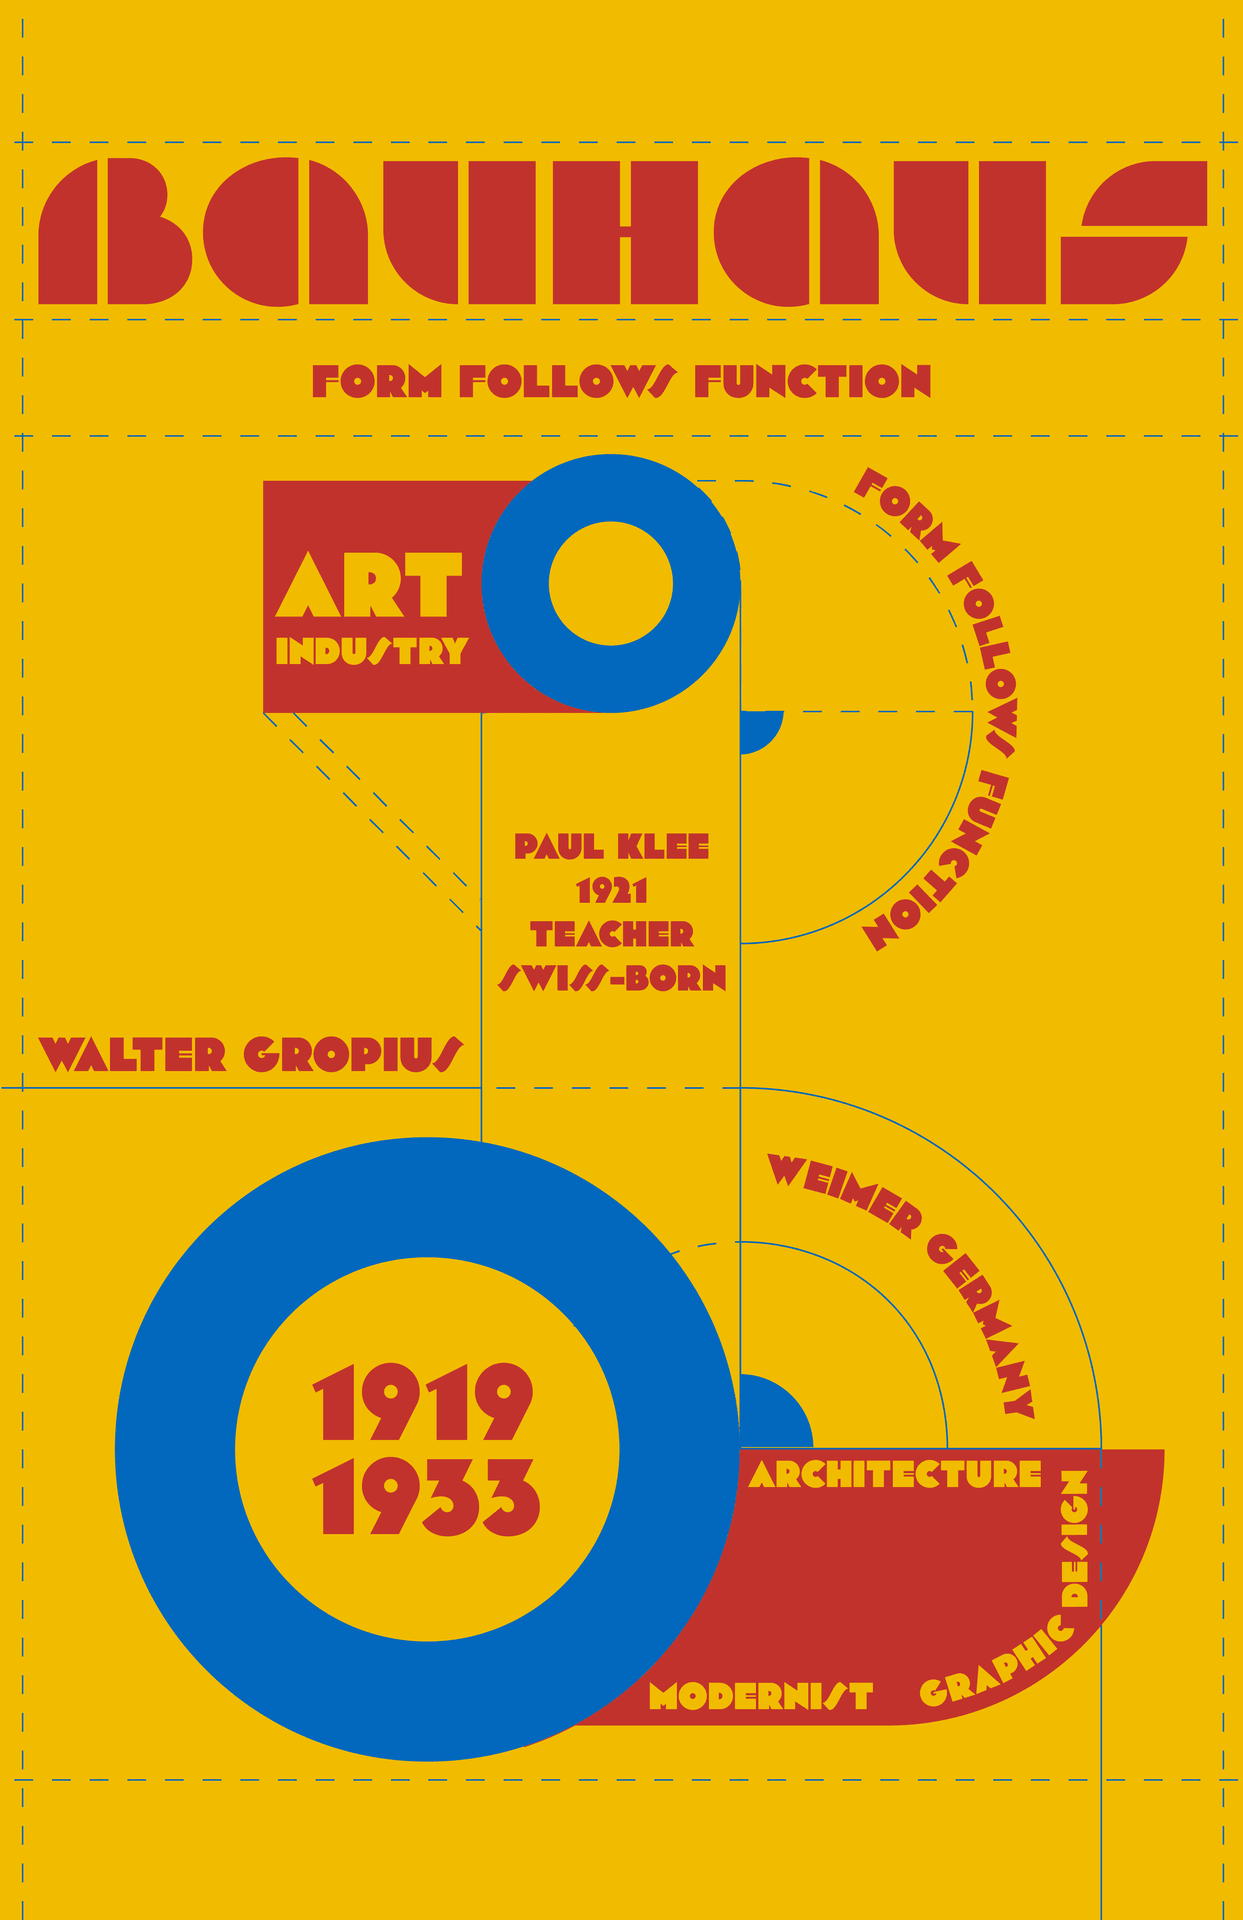 BAUHAUS
FORM FOLLOWS FUNCTION
ART
INDUSTRY
FORM FOLLOWS FUNCTION
PAUL KLEE
1921
TEACHER
SWISS-BORN
WALTER GROPIUS
WEIMER GERMANY
1919
1933
ARCHITECTURE
GRAPHIC DESIGN
MODERNIST